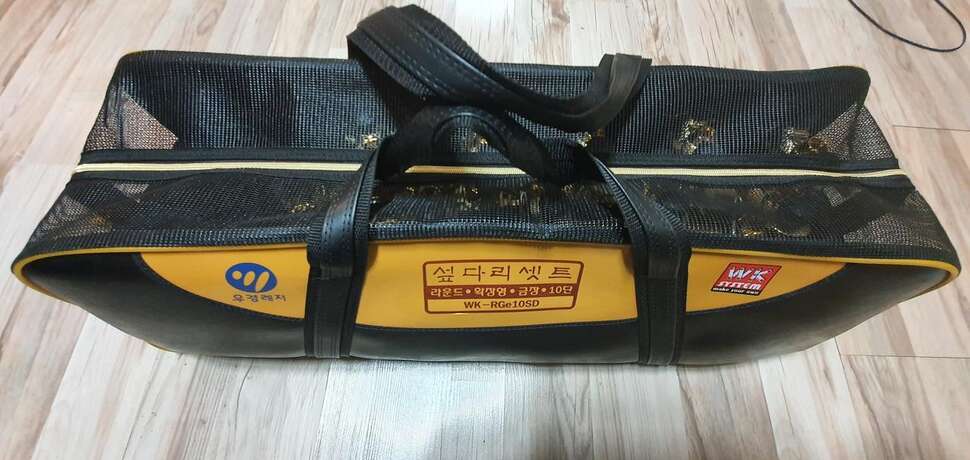 우경레저
섶다리셋트
라운드•확장형•금장•10단
WK-RGe10SD
WK
SYSTEM
make your own